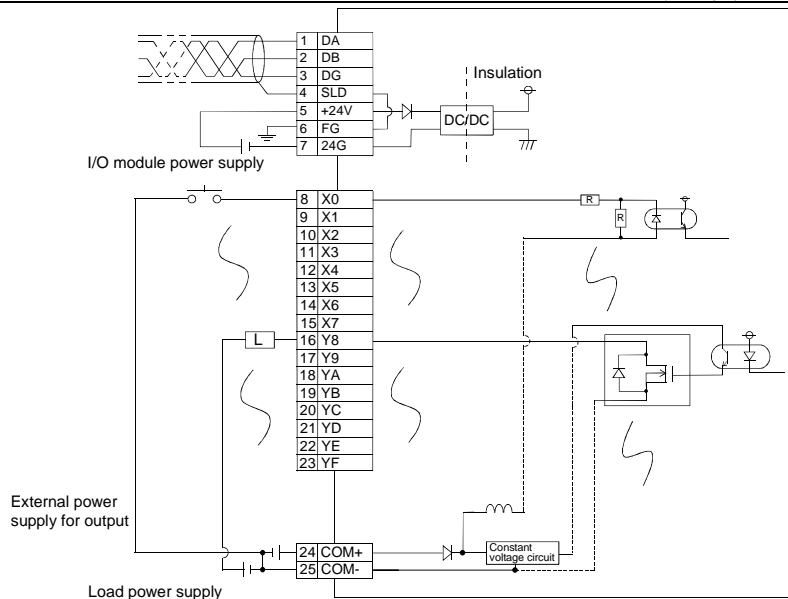 1 DA
2 DB
3 DG
4 SLD
5 +24V
6 FG
7 24G
Insulation
DC/DC
I/O module power supply
8 X0
9 X1
10 X2
11 X3
12 X4
13 X5
14 X6
15 X7
16 Y8
17 Y9
18 YA
19 YB
20 YC
21 YD
22 YE
23 YF
R
R
L
External power
supply for output
24 COM+
25 COM-
Constant
voltage circuit
Load power supply